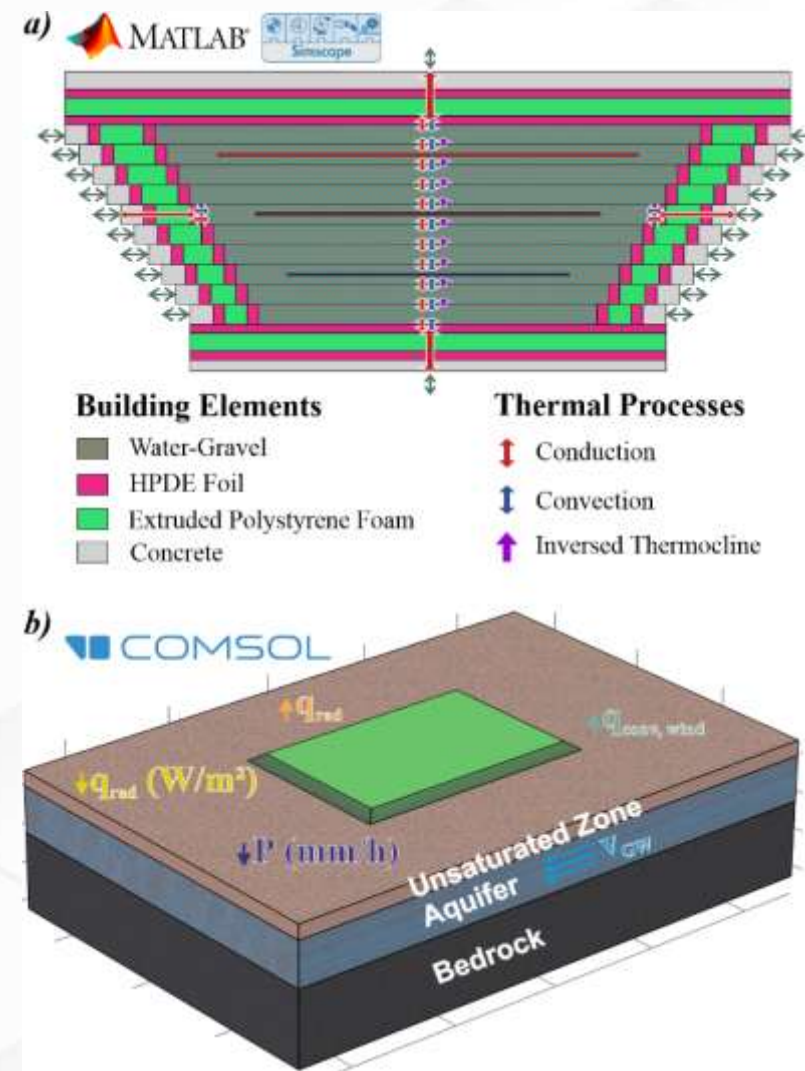 a) MATLAB®
Simscape
Building Elements
Water-Gravel
HPDE Foil
Extruded Polystyrene Foam
Concrete
Thermal Processes
Conduction
Convection
Inversed Thermocline
b) COMSOL
q rad
q conv, wind
q rad (W/m²)
P (mm/h)
Unsaturated Zone
V GW
Aquifer
Bedrock